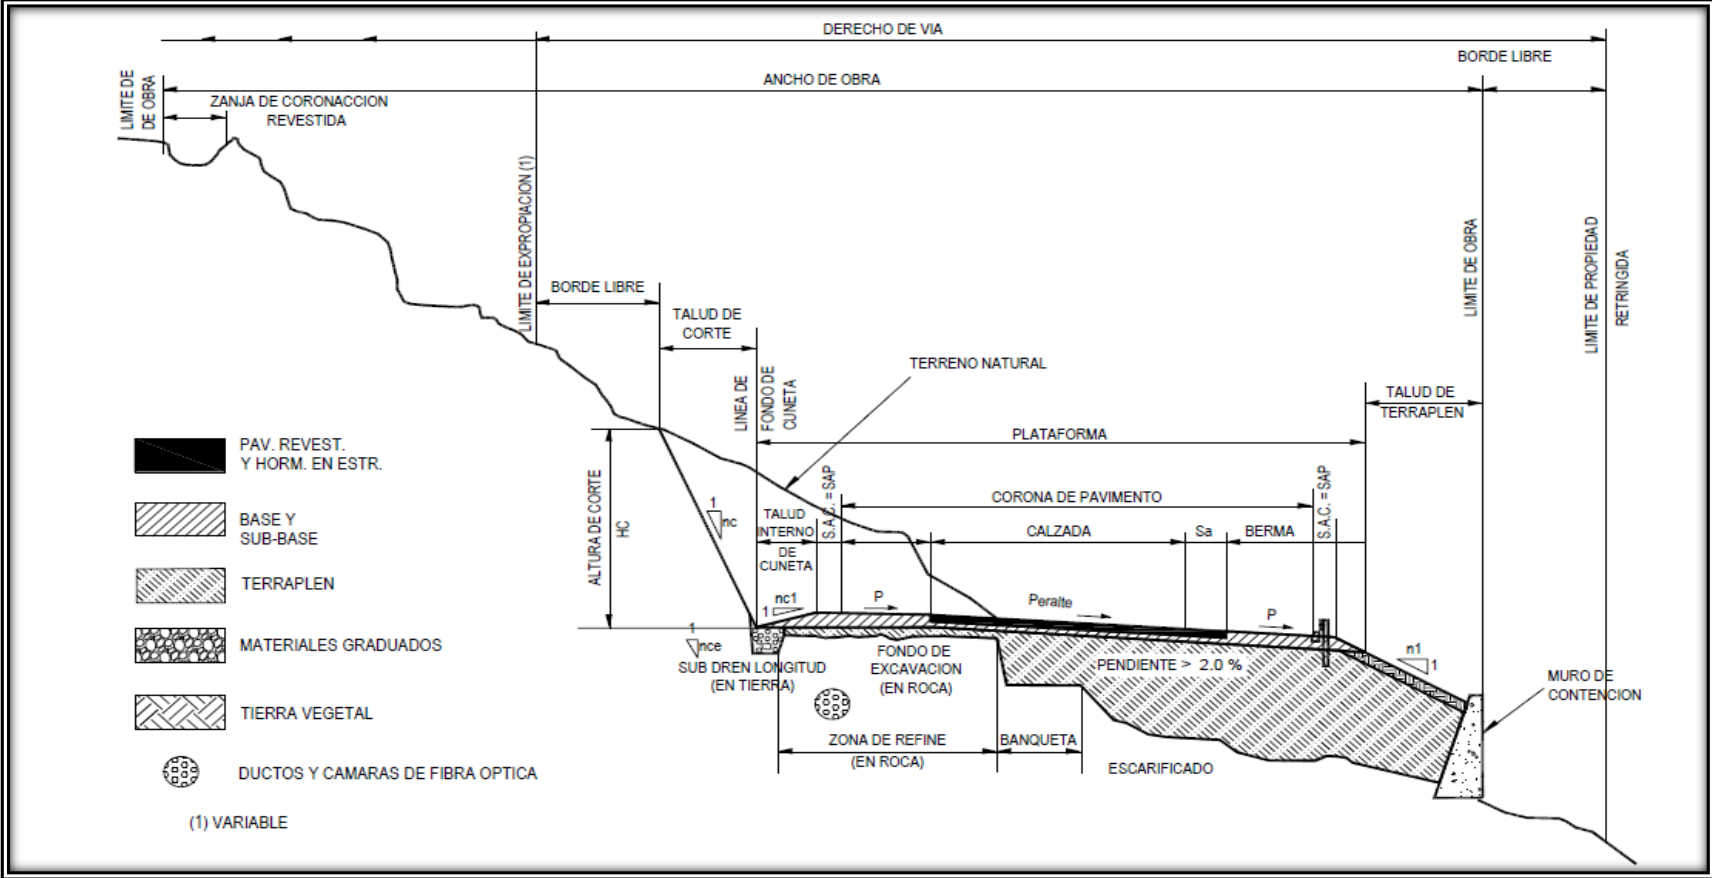 DERECHO DE VIA
BORDE LIBRE
ANCHO DE OBRA
LIMITE DE
DE OBRA
ZANJA DE CORONACCION
REVESTIDA
LIMITE DE EXPROPIACION (1)
BORDE LIBRE
TALUD DE
CORTE
LINEA DE
FONDO DE
CUNETA
TERRENO NATURAL
LIMITE DE OBRA
LIMITE DE PROPIEDAD
RETRINGIDA
TALUD DE
TERRAPLEN
PLATAFORMA
CORONA DE PAVIMENTO
S.A.C. = SAP
S.A.C. = SAP
TALUD
INTERNO
DE
CUNETA
CALZADA
Sa
BERMA
ALTURA DE CORTE
HC
1
nc
nc1
1
P
Peralte
P
1
nce
n1
1
SUB DREN LONGITUD
(EN TIERRA)
FONDO DE
EXCAVACION
(EN ROCA)
PENDIENTE > 2.0 %
MURO DE
CONTENCION
ZONA DE REFINE
(EN ROCA)
BANQUETA
ESCARIFICADO
PAV. REVEST.
Y HORM. EN ESTR.
BASE Y
SUB-BASE
TERRAPLEN
MATERIALES GRADUADOS
TIERRA VEGETAL
DUCTOS Y CAMARAS DE FIBRA OPTICA
(1) VARIABLE